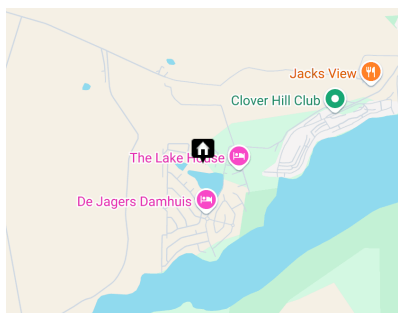 Jacks View
Clover Hill Club
The Lake House
De Jagers Damhuis